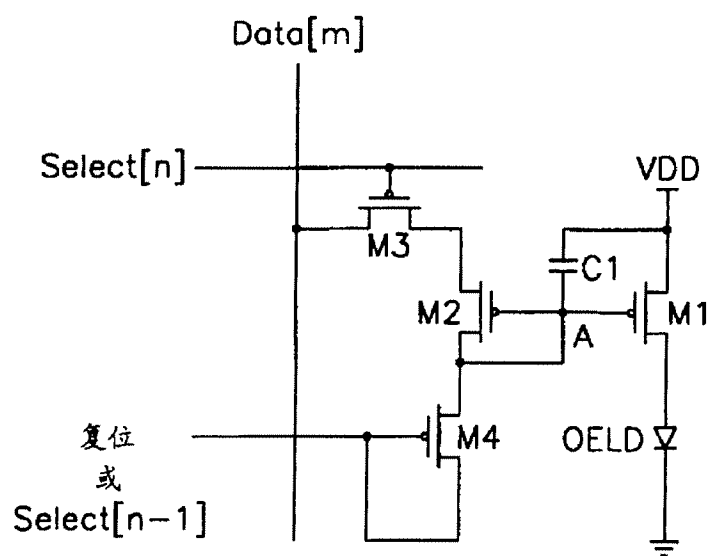 Data[m]
Select[n]
VDD
M3
C1
M2
A
M1
复位
或
Select[n-1]
M4
OELD